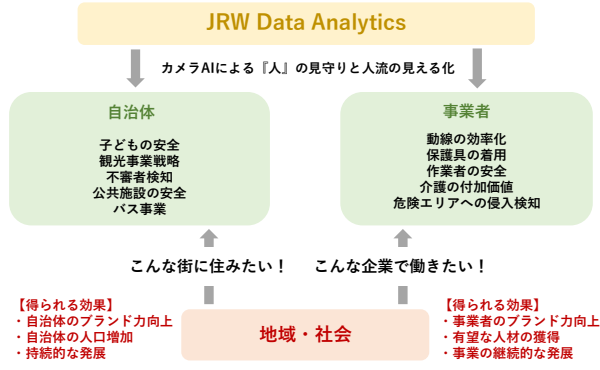 JRW Data Analytics
カメラAIによる『人』の見守りと人流の見える化
自治体
子どもの安全
観光事業戦略
不審者検知
公共施設の安全
バス事業
事業者
動線の効率化
保護具の着用
作業者の安全
介護の付加価値
危険エリアへの侵入検知
こんな街に住みたい！
こんな企業で働きたい！
【得られる効果】
・自治体のブランド力向上
・自治体の人口増加
・持続的な発展
地域・社会
【得られる効果】
・事業者のブランド力向上
・有望な人材の獲得
・事業の継続的な発展